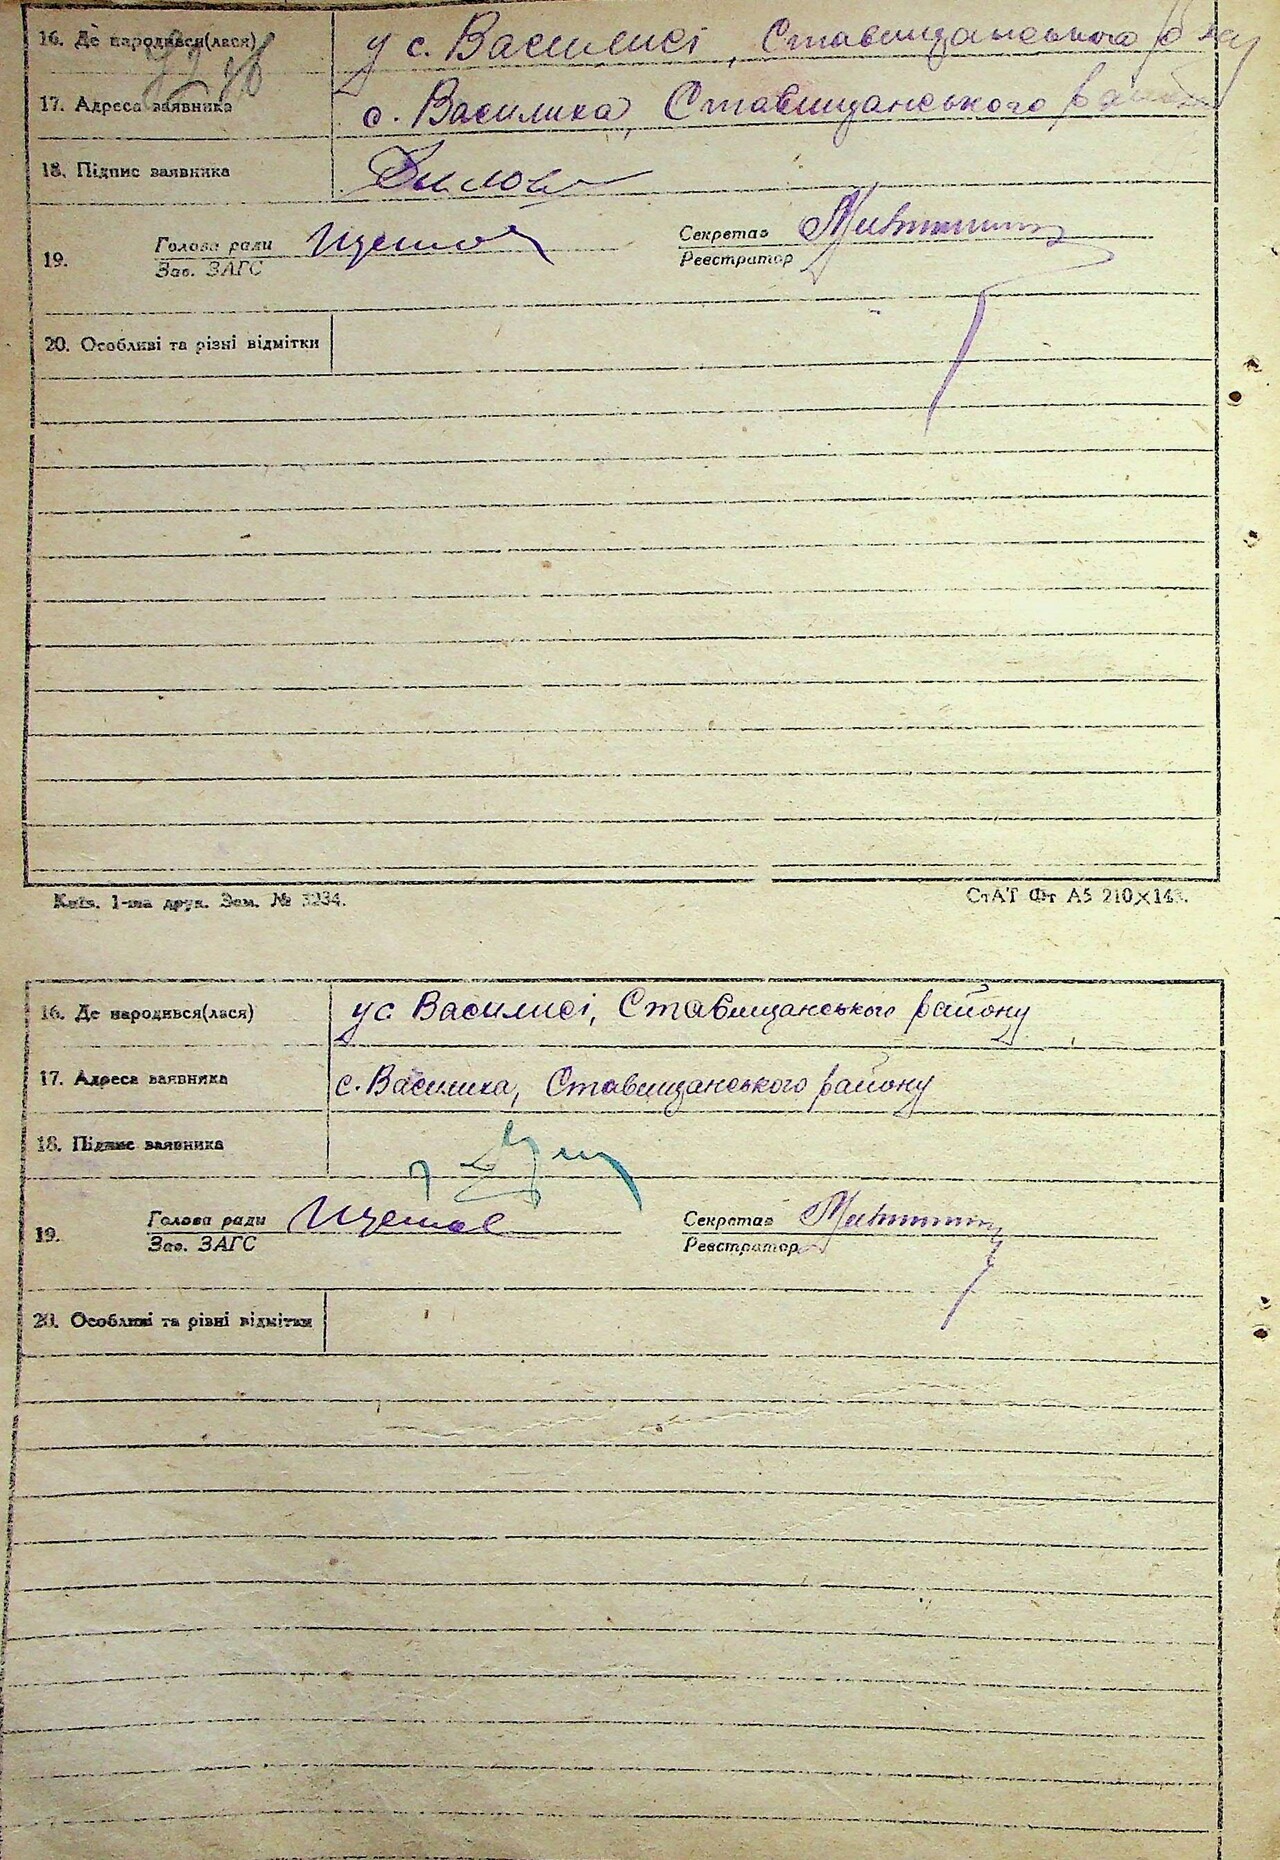 16. Де народився(лася) у с. Василисі, Ставищанського р-ну
17. Адреса заявника с. Василиха, Ставищанського району
18. Підпис заявника
19. Голова ради Секретар
Зав. ЗАГС Реєстратор
20. Особливі та різні відмітки
Київ. 1-ша друк. Зам. № 3234. СтАТ Фт А5 210×143.
16. Де народився(лася) у с Василисі, Ставищанського району
17. Адреса заявника с. Василиха, Ставищанського району
18. Підпис заявника
19. Голова ради Секретар
Зав. ЗАГС Реєстратор
20. Особливі та різні відмітки